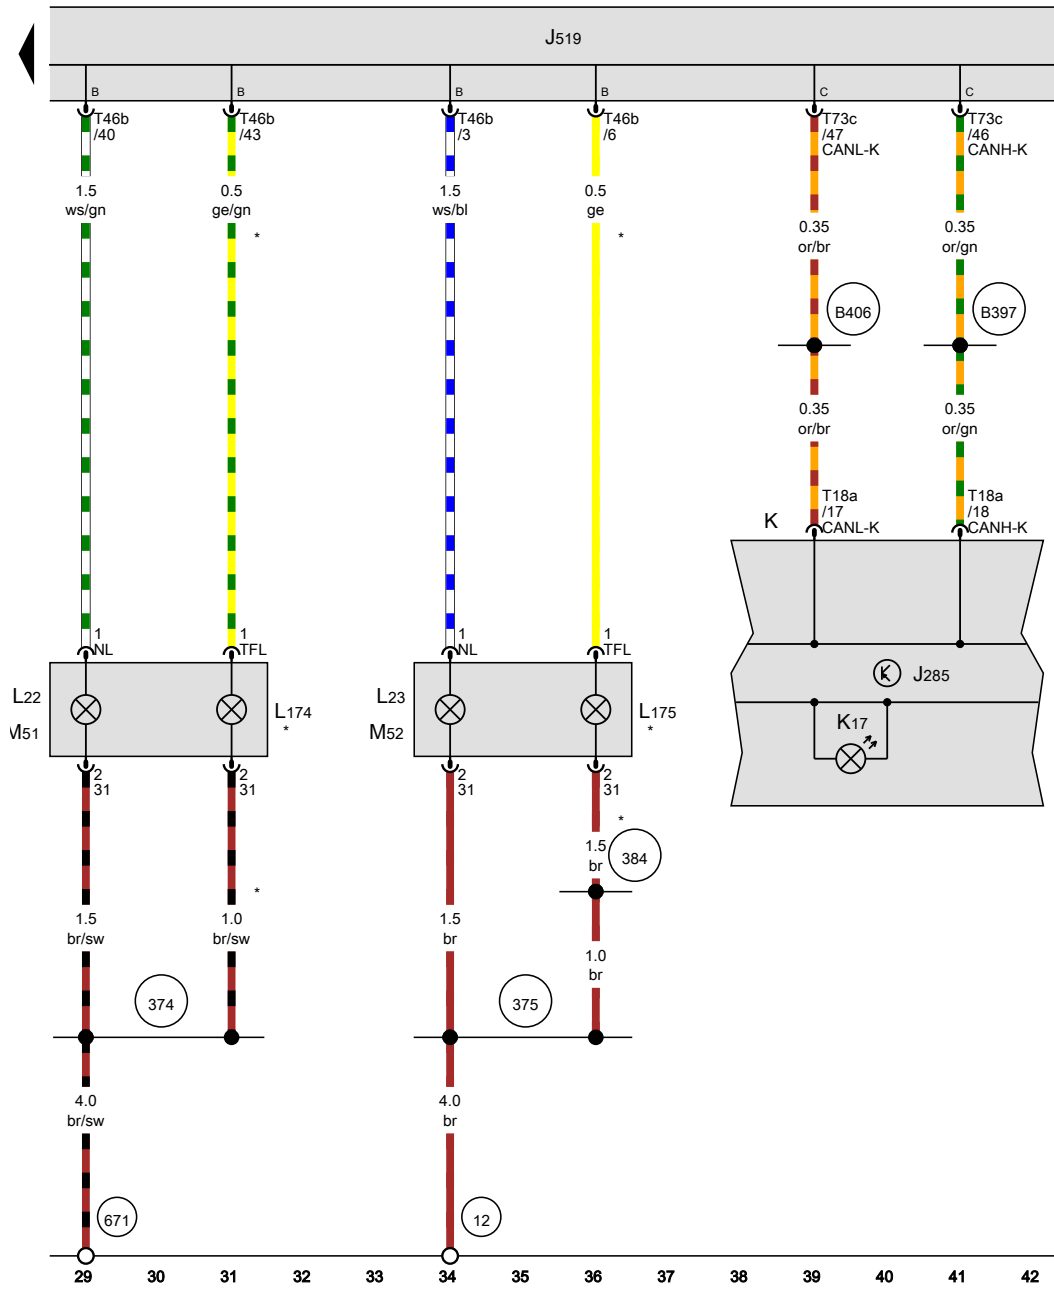 J519
B B B B C C
T46b T46b T46b T46b T73c T73c
/40 /43 /3 /6 /47 /46
CANL-K CANH-K
1.5 0.5 1.5 0.5
ws/gn ge/gn ws/bl ge
* *
0.35 0.35
or/br or/gn
B406 B397
0.35 0.35
or/br or/gn
T18a T18a
/17 /18
K CANL-K CANH-K
1 1 1 1
NL TFL NL TFL
J285
L22 L174 L23 L175
M51 * M52 *
K17
2 2 2 2
31 31 31 31
*
1.5
br
384
*
1.5 1.0 1.5
br/sw br/sw br
1.0
br
374 375
4.0 4.0
br/sw br
671 12
29 30 31 32 33 34 35 36 37 38 39 40 41 42